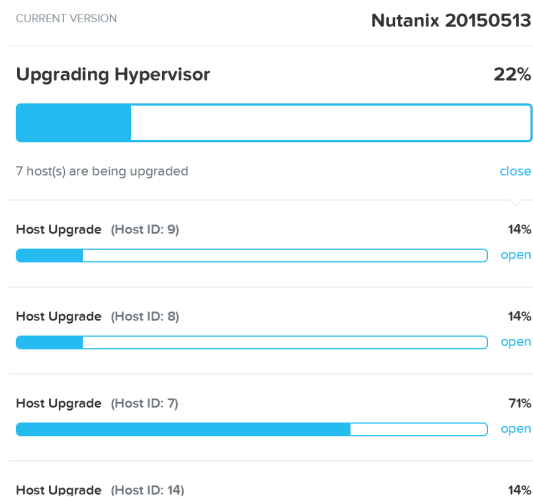 CURRENT VERSION Nutanix 20150513
Upgrading Hypervisor 22%
7 host(s) are being upgraded close
Host Upgrade (Host ID: 9) 14%
open
Host Upgrade (Host ID: 8) 14%
open
Host Upgrade (Host ID: 7) 71%
open
Host Upgrade (Host ID: 14) 14%